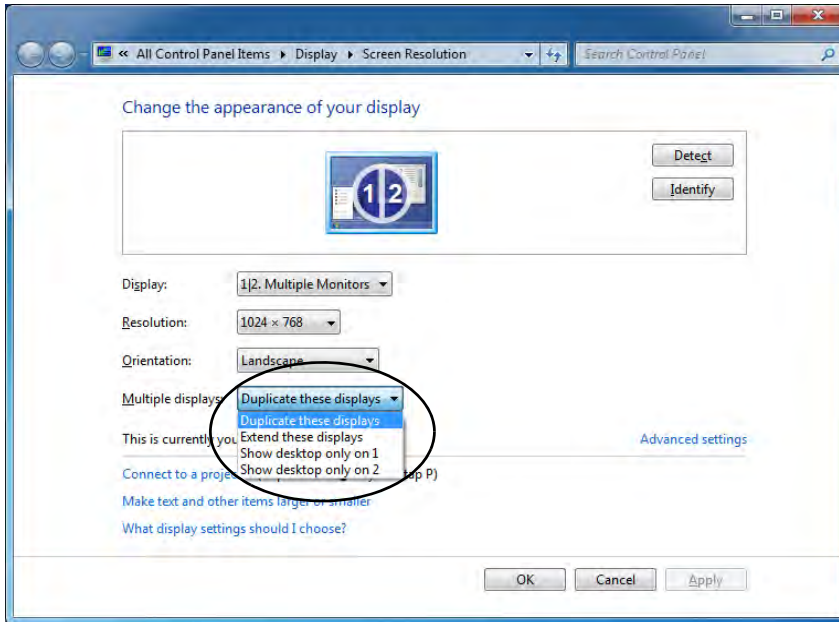 « All Control Panel Items ▸ Display ▸ Screen Resolution Search Control Panel
Change the appearance of your display
1 2
Detect
Identify
Display: 1|2. Multiple Monitors
Resolution: 1024 × 768
Orientation: Landscape
Multiple displays: Duplicate these displays
Duplicate these displays
Extend these displays
Show desktop only on 1
Show desktop only on 2
This is currently you
Advanced settings
Connect to a proje tap P)
Make text and other items larger or smaller
What display settings should I choose?
OK Cancel Apply